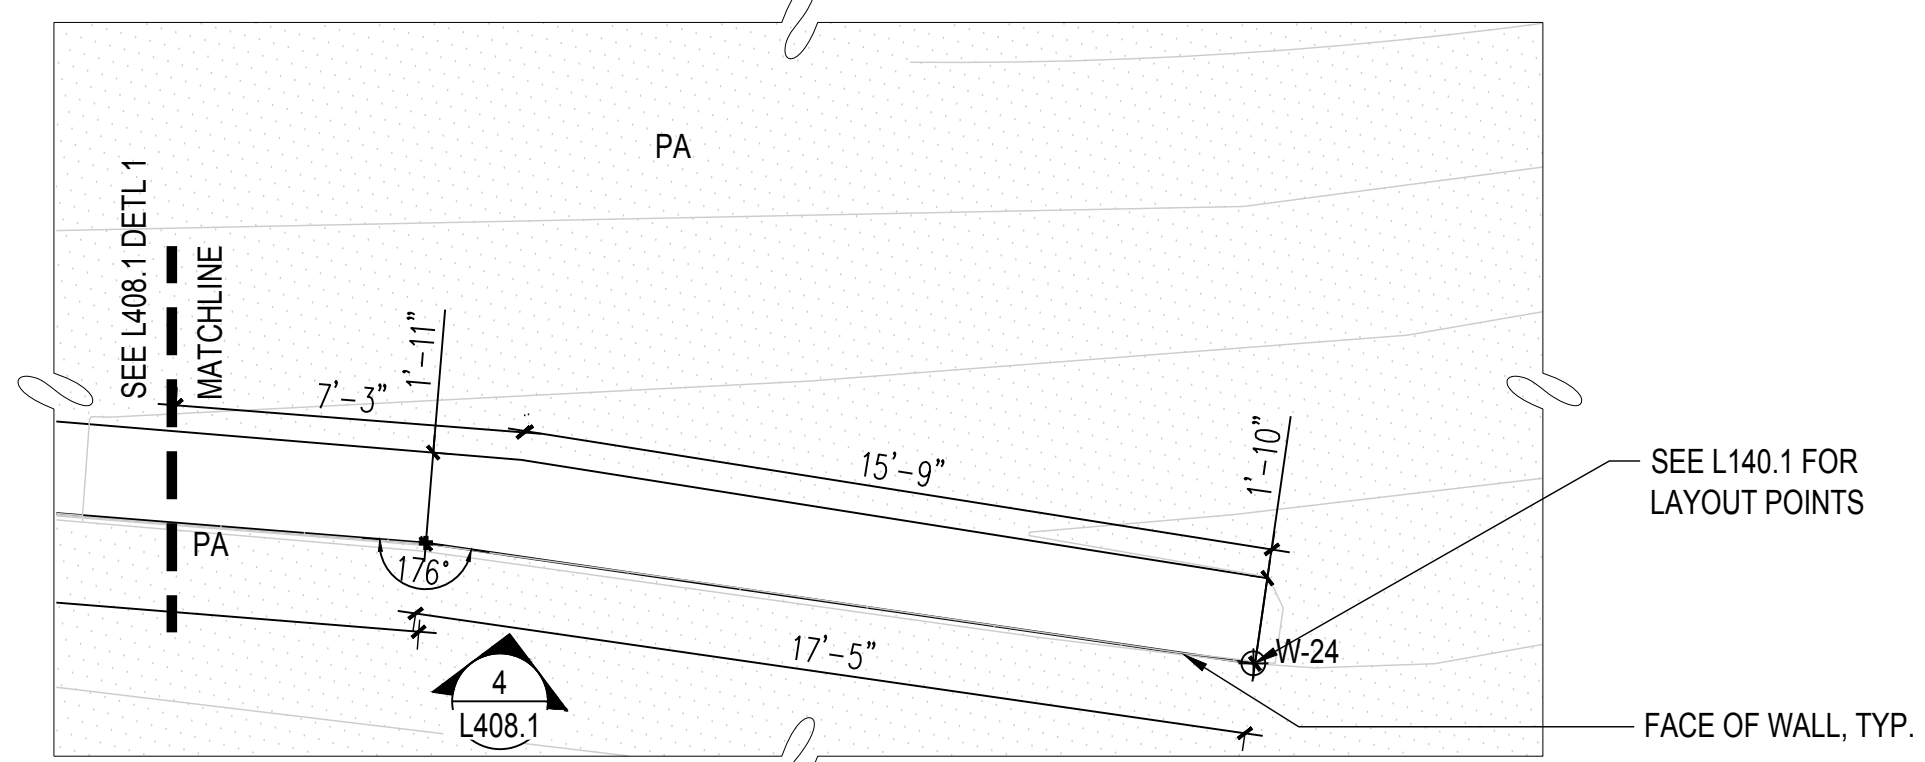 PA
SEE L408.1 DETL 1
MATCHLINE
7'-3"
1'-11"
15'-9"
1'-10"
SEE L140.1 FOR
LAYOUT POINTS
PA
176°
17'-5"
W-24
4
L408.1
FACE OF WALL, TYP.